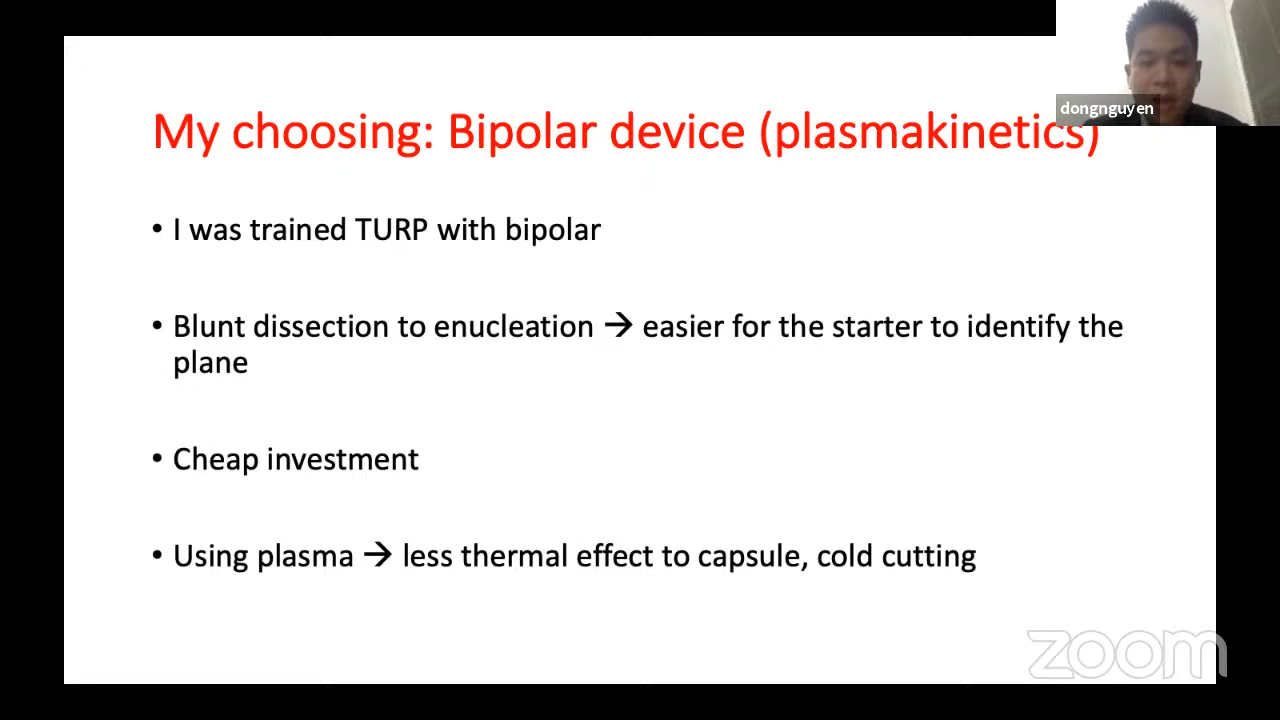 dongnguyen
My choosing: Bipolar device (plasmakinetics)
• I was trained TURP with bipolar
• Blunt dissection to enucleation → easier for the starter to identify the
plane
• Cheap investment
• Using plasma → less thermal effect to capsule, cold cutting
zoom